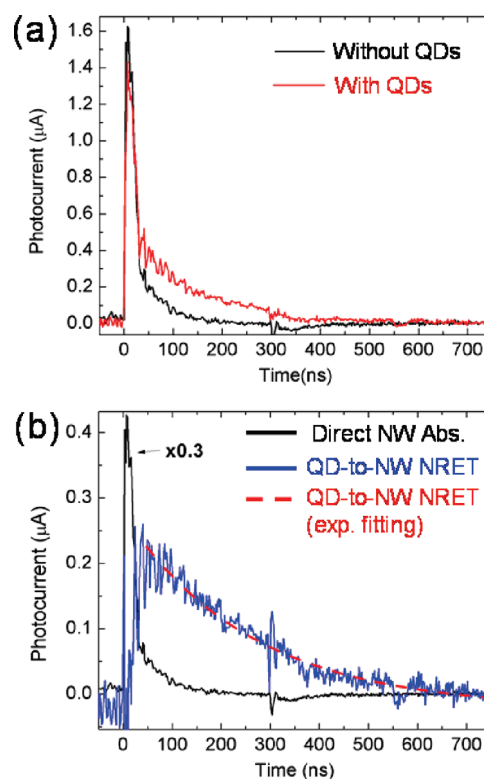 (a)
1.6
1.4
1.2
1.0
0.8
0.6
0.4
0.2
0.0
Photocurrent (μA)
Without QDs
With QDs
0 100 200 300 400 500 600 700
Time(ns)
(b)
0.4
0.3
0.2
0.1
0.0
Photocurrent (μA)
x0.3
Direct NW Abs.
QD-to-NW NRET
QD-to-NW NRET
(exp. fitting)
0 100 200 300 400 500 600 700
Time (ns)